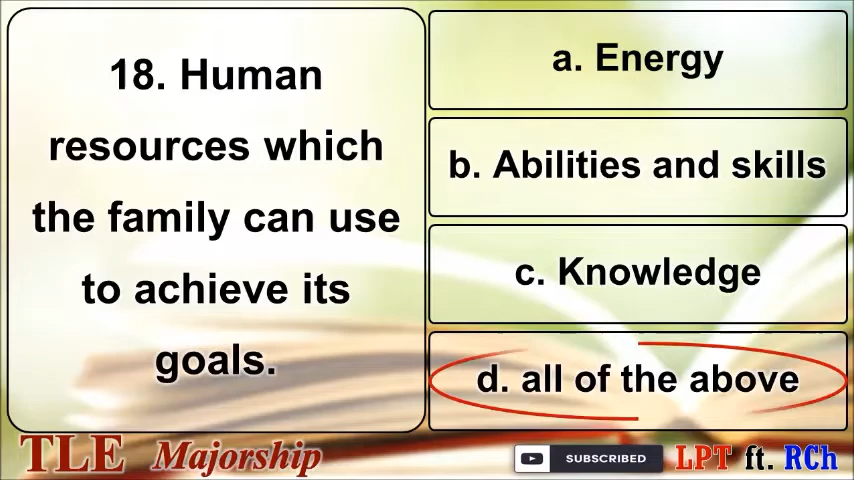 18. Human
resources which
the family can use
to achieve its
goals.
a. Energy
b. Abilities and skills
c. Knowledge
d. all of the above
TLE Majorship
SUBSCRIBED
LPT ft. RCh